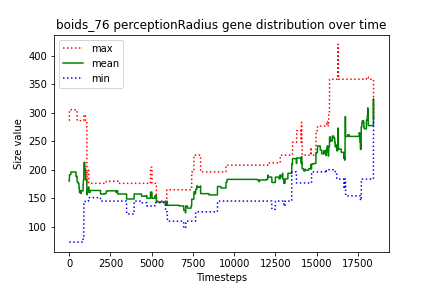 boids_76 perceptionRadius gene distribution over time
max
mean
min
Size value
400
350
300
250
200
150
100
0 2500 5000 7500 10000 12500 15000 17500
Timesteps